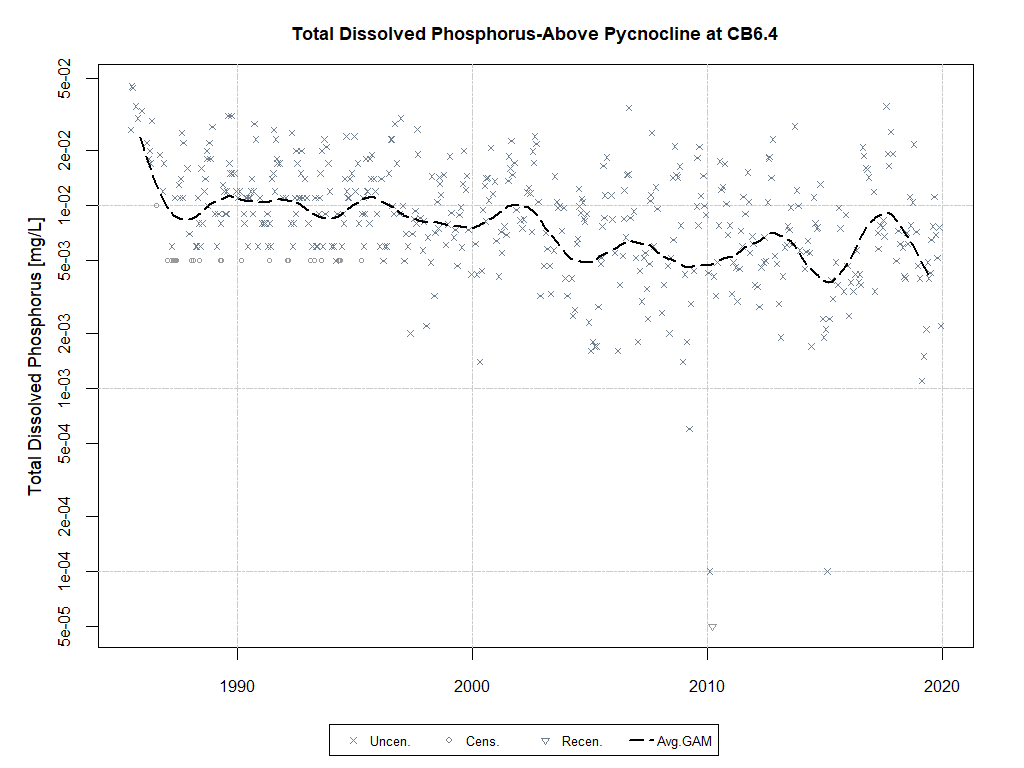 Total Dissolved Phosphorus-Above Pycnocline at CB6.4
Total Dissolved Phosphorus [mg/L]
5e-02
2e-02
1e-02
5e-03
2e-03
1e-03
5e-04
2e-04
1e-04
5e-05
1990 2000 2010 2020
Uncen. Cens. Recen. Avg.GAM